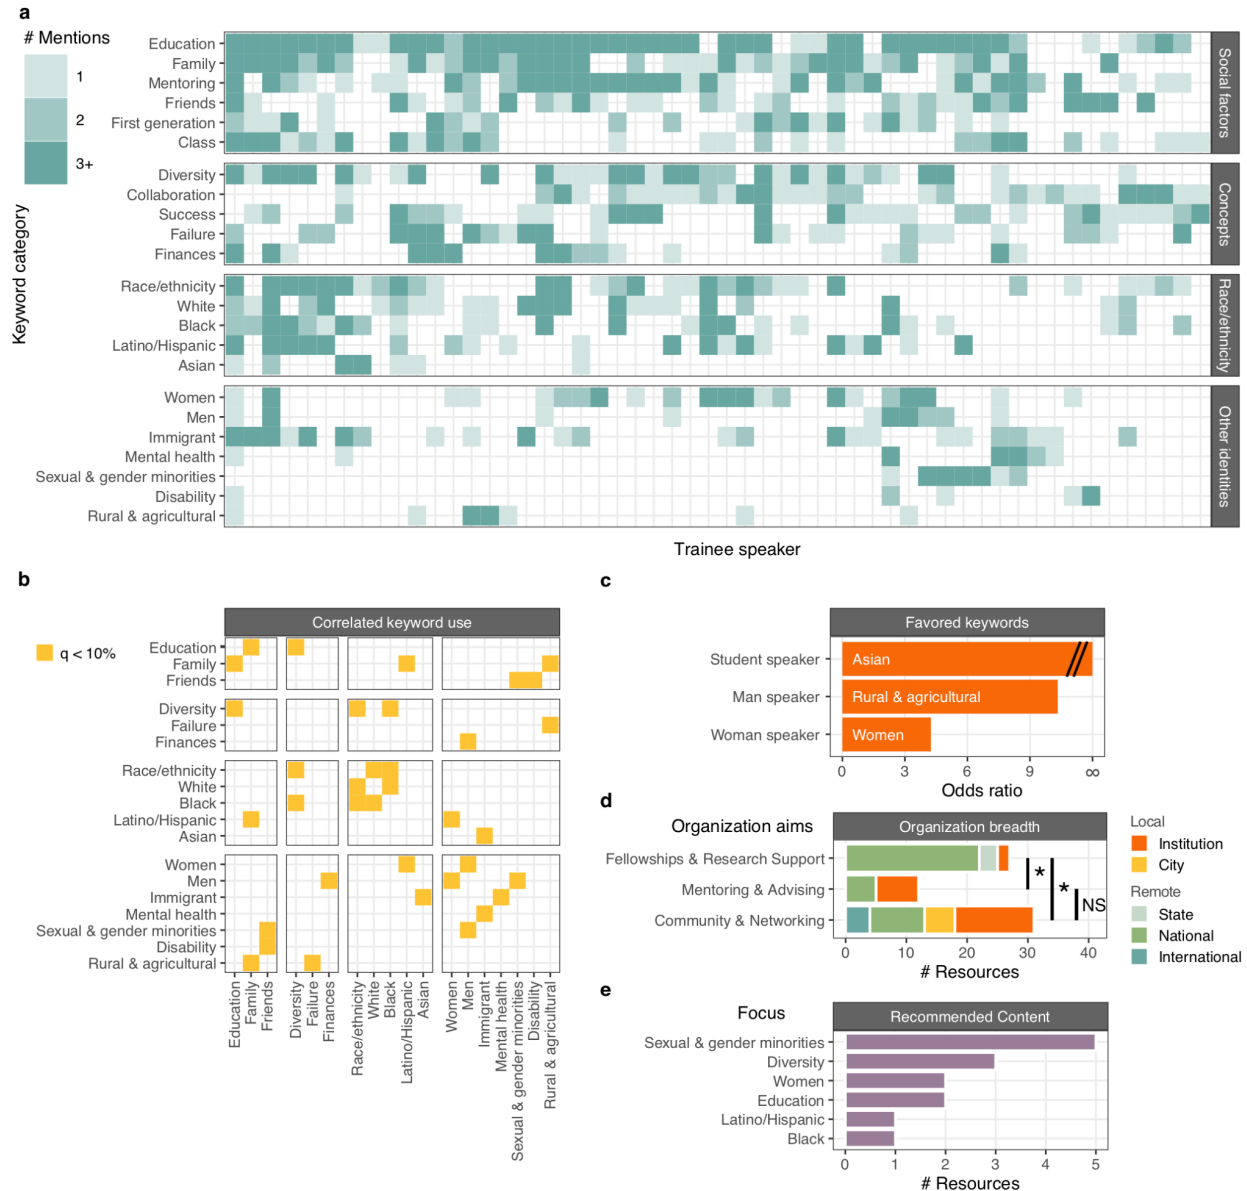 a
# Mentions
1
2
3+
Keyword category
Education
Family
Mentoring
Friends
First generation
Class
Social factors
Diversity
Collaboration
Success
Failure
Finances
Concepts
Race/ethnicity
White
Black
Latino/Hispanic
Asian
Race/ethnicity
Women
Men
Immigrant
Mental health
Sexual & gender minorities
Disability
Rural & agricultural
Other identities
Trainee speaker
b
q < 10%
Correlated keyword use
Education
Family
Friends
Diversity
Failure
Finances
Race/ethnicity
White
Black
Latino/Hispanic
Asian
Women
Men
Immigrant
Mental health
Sexual & gender minorities
Disability
Rural & agricultural
Education
Family
Friends
Diversity
Failure
Finances
Race/ethnicity
White
Black
Latino/Hispanic
Asian
Women
Men
Immigrant
Mental health
Sexual & gender minorities
Disability
Rural & agricultural
c
Favored keywords
Student speaker
Asian
Man speaker
Rural & agricultural
Woman speaker
Women
0 3 6 9 ∞
Odds ratio
d
Organization aims
Organization breadth
Fellowships & Research Support
Mentoring & Advising
Community & Networking
*
*
NS
0 10 20 30 40
# Resources
Local
Institution
City
Remote
State
National
International
e
Focus
Recommended Content
Sexual & gender minorities
Diversity
Women
Education
Latino/Hispanic
Black
0 1 2 3 4 5
# Resources